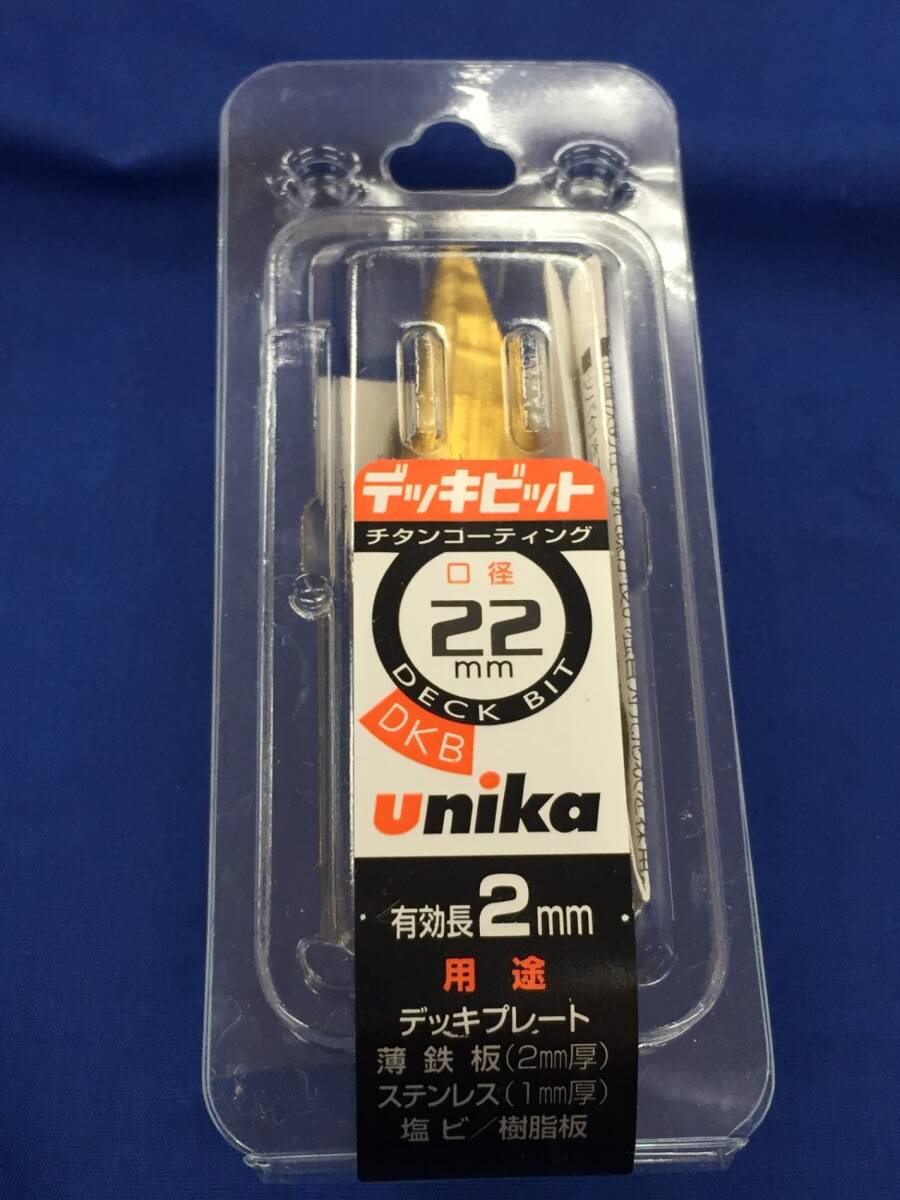 デッキビット
チタンコーティング
口径
22
mm
DECK BIT
DKB
unika
有効長2mm
用途
デッキプレート
薄鉄板(2mm厚)
ステンレス(1mm厚)
塩ビ/樹脂板